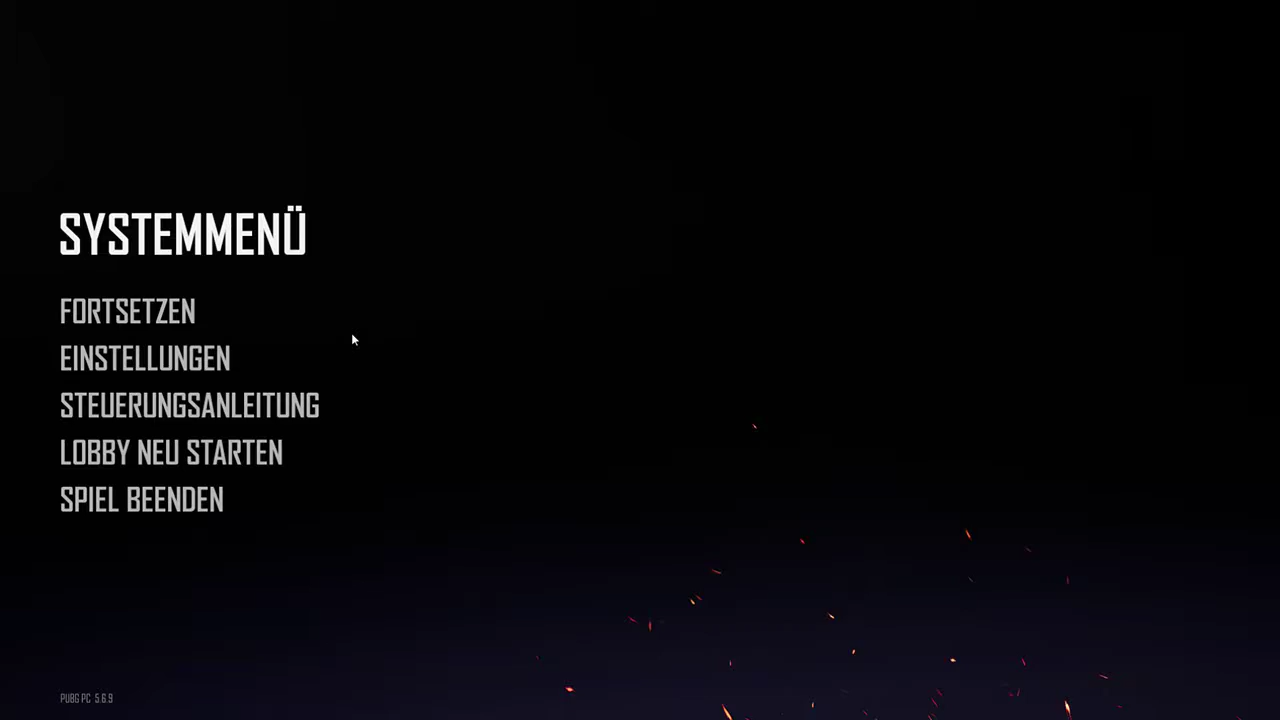 SYSTEMMENÜ
FORTSETZEN
EINSTELLUNGEN
STEUERUNGSANLEITUNG
LOBBY NEU STARTEN
SPIEL BEENDEN
PUBG PC 5.6.9